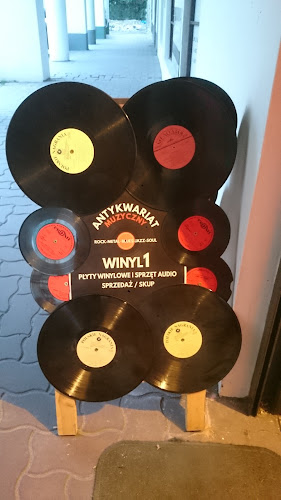 ANTYKWARIAT
MUZYCZNY
ROCK-METAL-BLUES-JAZZ-SOUL
WINYL1
PŁYTY WINYLOWE I SPRZĘT AUDIO
SPRZEDAŻ / SKUP